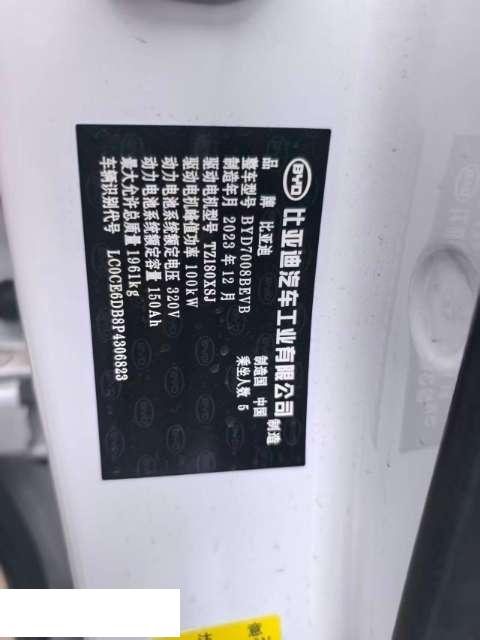 BYD 比亚迪汽车工业有限公司 制造
品 牌 比亚迪 制造国 中国
整车型号 BYD7008BEVB 乘坐人数 5
制造年月 2023年12月
驱动电机型号 TZ180XSJ
驱动电机峰值功率 100kW
动力电池系统额定电压 320V
动力电池系统额定容量 150Ah
最大允许总质量 1961kg
车辆识别代号 LC0CE6DB8P4306823
注 意